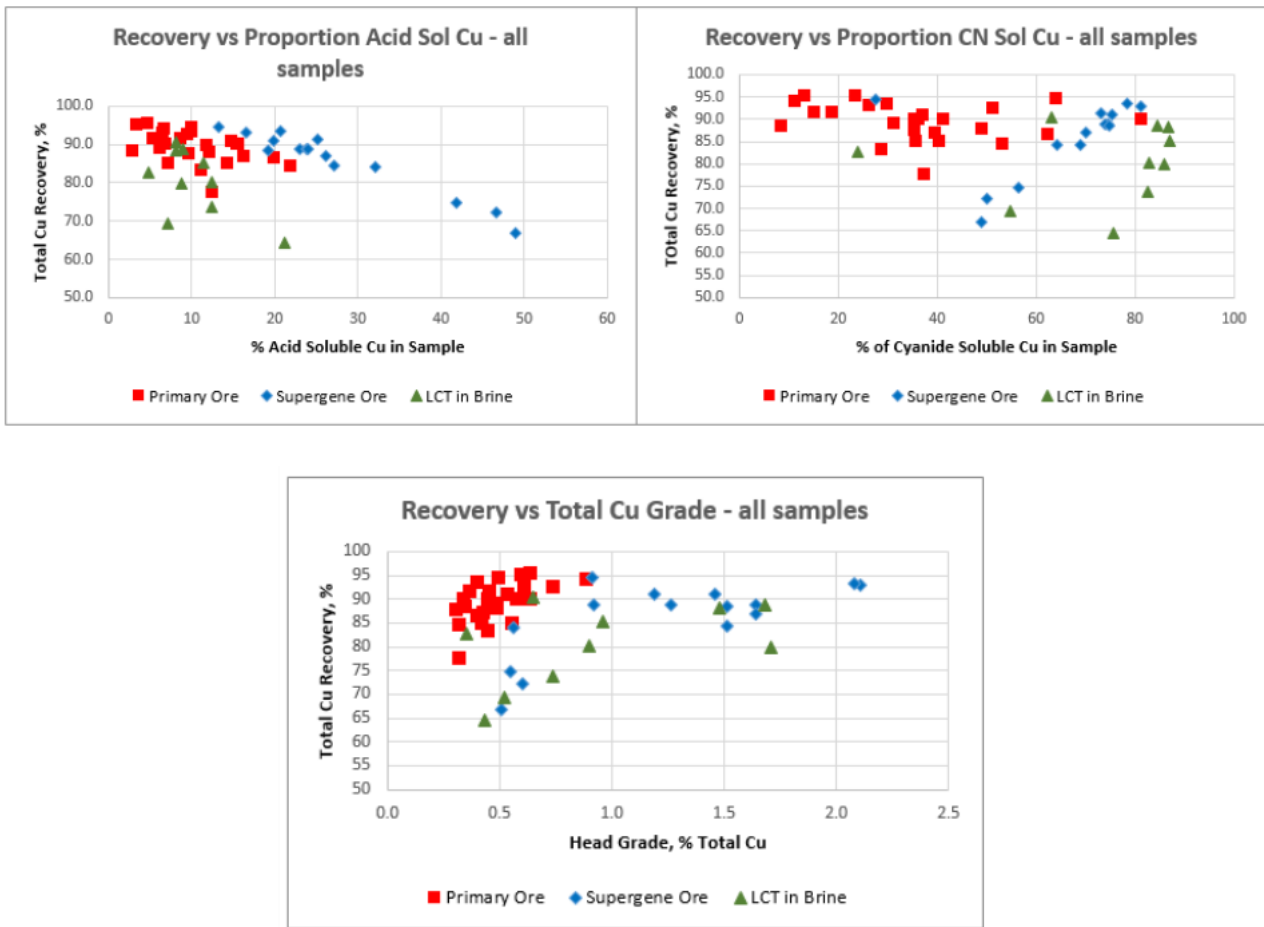 Recovery vs Proportion Acid Sol Cu - all
samples
Total Cu Recovery, %
100.0
90.0
80.0
70.0
60.0
50.0
0 10 20 30 40 50 60
% Acid Soluble Cu in Sample
Primary Ore Supergene Ore LCT in Brine
Recovery vs Proportion CN Sol Cu - all samples
TOtal Cu Recovery, %
100.0
95.0
90.0
85.0
80.0
75.0
70.0
65.0
60.0
55.0
50.0
0 20 40 60 80 100
% of Cyanide Soluble Cu in Sample
Primary Ore Supergene Ore LCT in Brine
Recovery vs Total Cu Grade - all samples
Total Cu Recovery, %
100
95
90
85
80
75
70
65
60
55
50
0.0 0.5 1.0 1.5 2.0 2.5
Head Grade, % Total Cu
Primary Ore Supergene Ore LCT in Brine